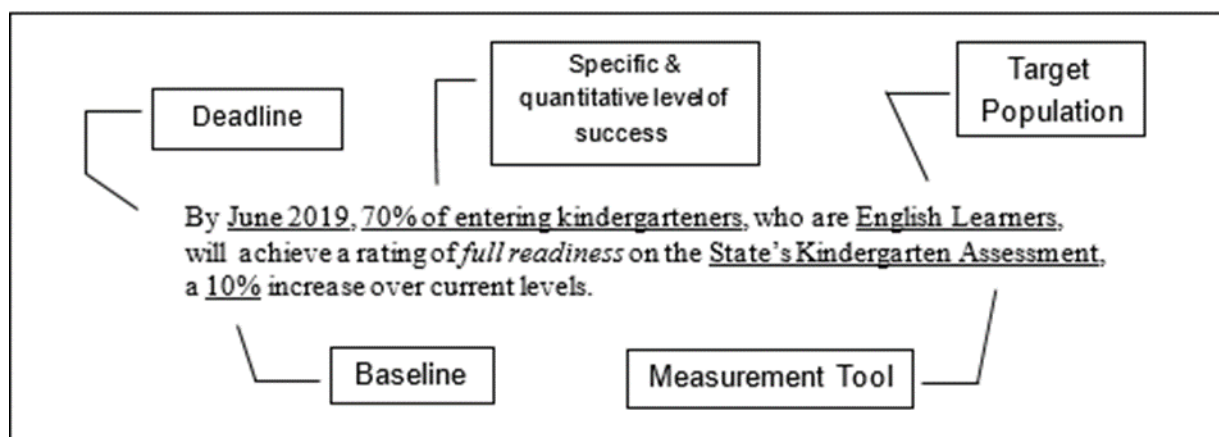 Deadline
Specific &
quantitative level of
success
Target
Population
By June 2019, 70% of entering kindergarteners, who are English Learners,
will achieve a rating of full readiness on the State's Kindergarten Assessment,
a 10% increase over current levels.
Baseline
Measurement Tool